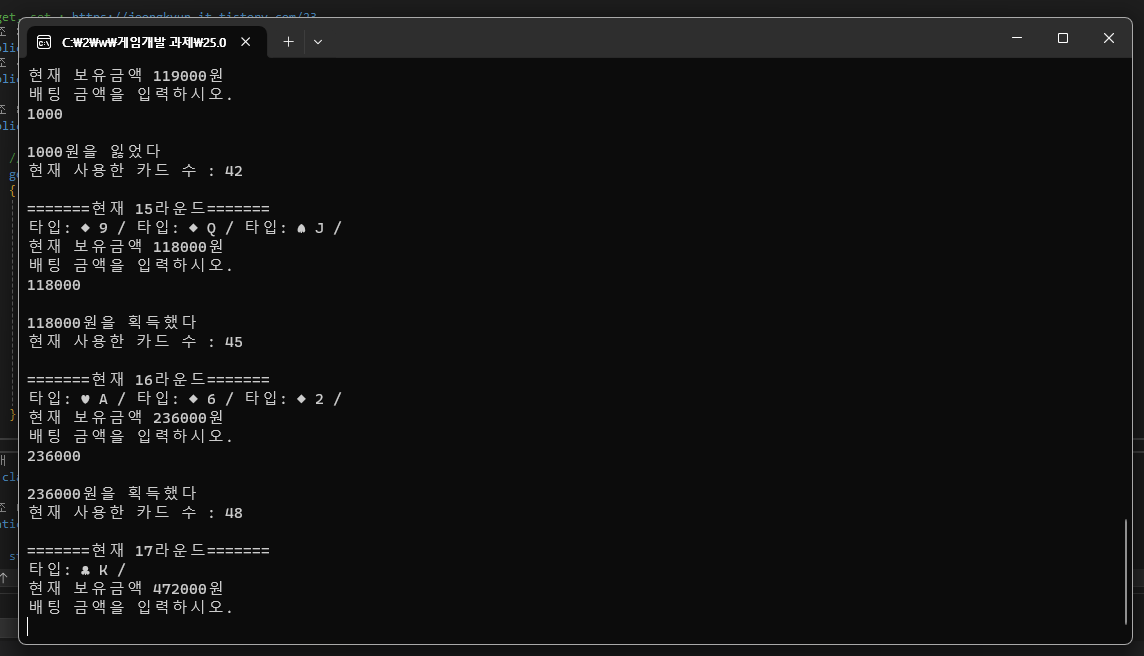 get, set : https://jeongkyun-it.tistory.com/23
C:₩2₩w₩게임개발 과제₩25.0
현재 보유금액 119000원
배팅 금액을 입력하시오.
1000
1000원을 잃었다
현재 사용한 카드 수 : 42
=======현재 15라운드=======
타입: ◆ 9 / 타입: ◆ Q / 타입: ♠ J /
현재 보유금액 118000원
배팅 금액을 입력하시오.
118000
118000원을 획득했다
현재 사용한 카드 수 : 45
=======현재 16라운드=======
타입: ♥ A / 타입: ◆ 6 / 타입: ◆ 2 /
현재 보유금액 236000원
배팅 금액을 입력하시오.
236000
236000원을 획득했다
현재 사용한 카드 수 : 48
=======현재 17라운드=======
타입: ♣ K /
현재 보유금액 472000원
배팅 금액을 입력하시오.